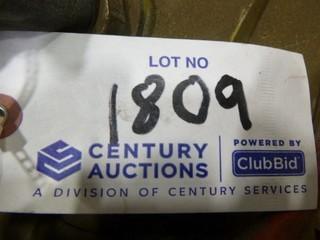 LOT NO
1809
CENTURY AUCTIONS
POWERED BY
ClubBid
A DIVISION OF CENTURY SERVICES